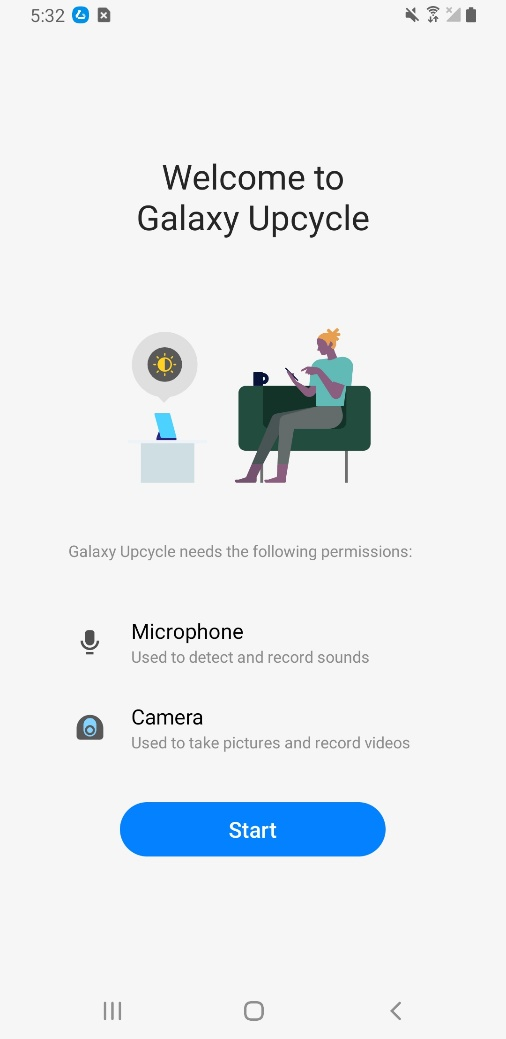 5:32
Welcome to
Galaxy Upcycle
Galaxy Upcycle needs the following permissions:
Microphone
Used to detect and record sounds
Camera
Used to take pictures and record videos
Start